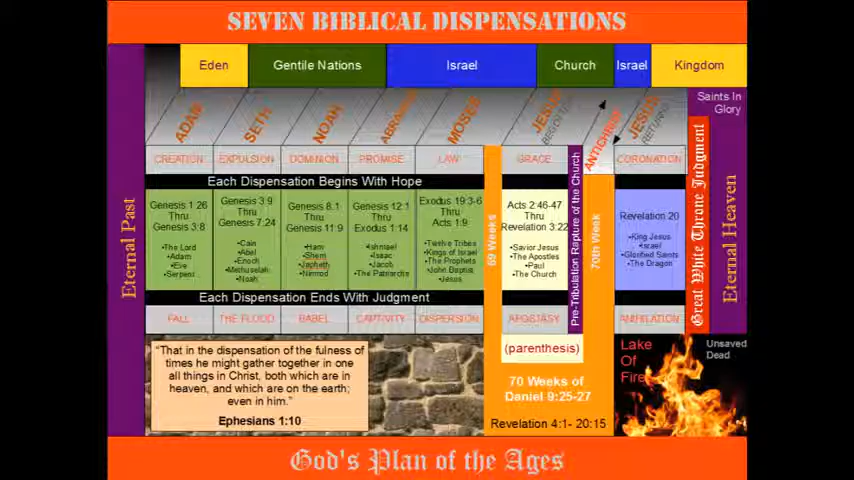 SEVEN BIBLICAL DISPENSATIONS
Eden
Gentile Nations
Israel
Church
Israel
Kingdom
ADAM
SETH
NOAH
ABRAHAM
MOSES
JESUS
ANTICHRIST
JESUS
RETURNS
Saints In
Glory
CREATION
EXPULSION
DOMINION
PROMISE
LAW
GRACE
CORONATION
Each Dispensation Begins With Hope
Eternal Past
Genesis 1:26
Thru
Genesis 3:8
•The Lord
•Adam
•Eve
•Serpent
Genesis 3:9
Thru
Genesis 7:24
•Cain
•Abel
•Enoch
•Methuselah
•Noah
Genesis 8:1
Thru
Genesis 11:9
•Ham
•Shem
•Japheth
•Nimrod
Genesis 12:1
Thru
Exodus 1:14
•Ishmael
•Isaac
•Jacob
•The Patriarchs
Exodus 19:3-6
Thru
Acts 1:9
•Twelve Tribes
•Kings of Israel
•The Prophets
•John Baptist
•Jesus
69 Weeks
Acts 2:46-47
Thru
Revelation 3:22
•Savior Jesus
•The Apostles
•Paul
•The Church
Pre-Tribulation Rapture of the Church
70th Week
Revelation 20
•King Jesus
•Israel
•Glorified Saints
•The Dragon
Great White Throne Judgment
Eternal Heaven
Each Dispensation Ends With Judgment
FALL
THE FLOOD
BABEL
CAPTIVITY
DISPERSION
APOSTASY
ANIHILATION
“That in the dispensation of the fulness of
times he might gather together in one
all things in Christ, both which are in
heaven, and which are on the earth;
even in him.”
Ephesians 1:10
(parenthesis)
70 Weeks of
Daniel 9:25-27
Revelation 4:1- 20:15
Lake
Of
Fire
Unsaved
Dead
God's Plan of the Ages